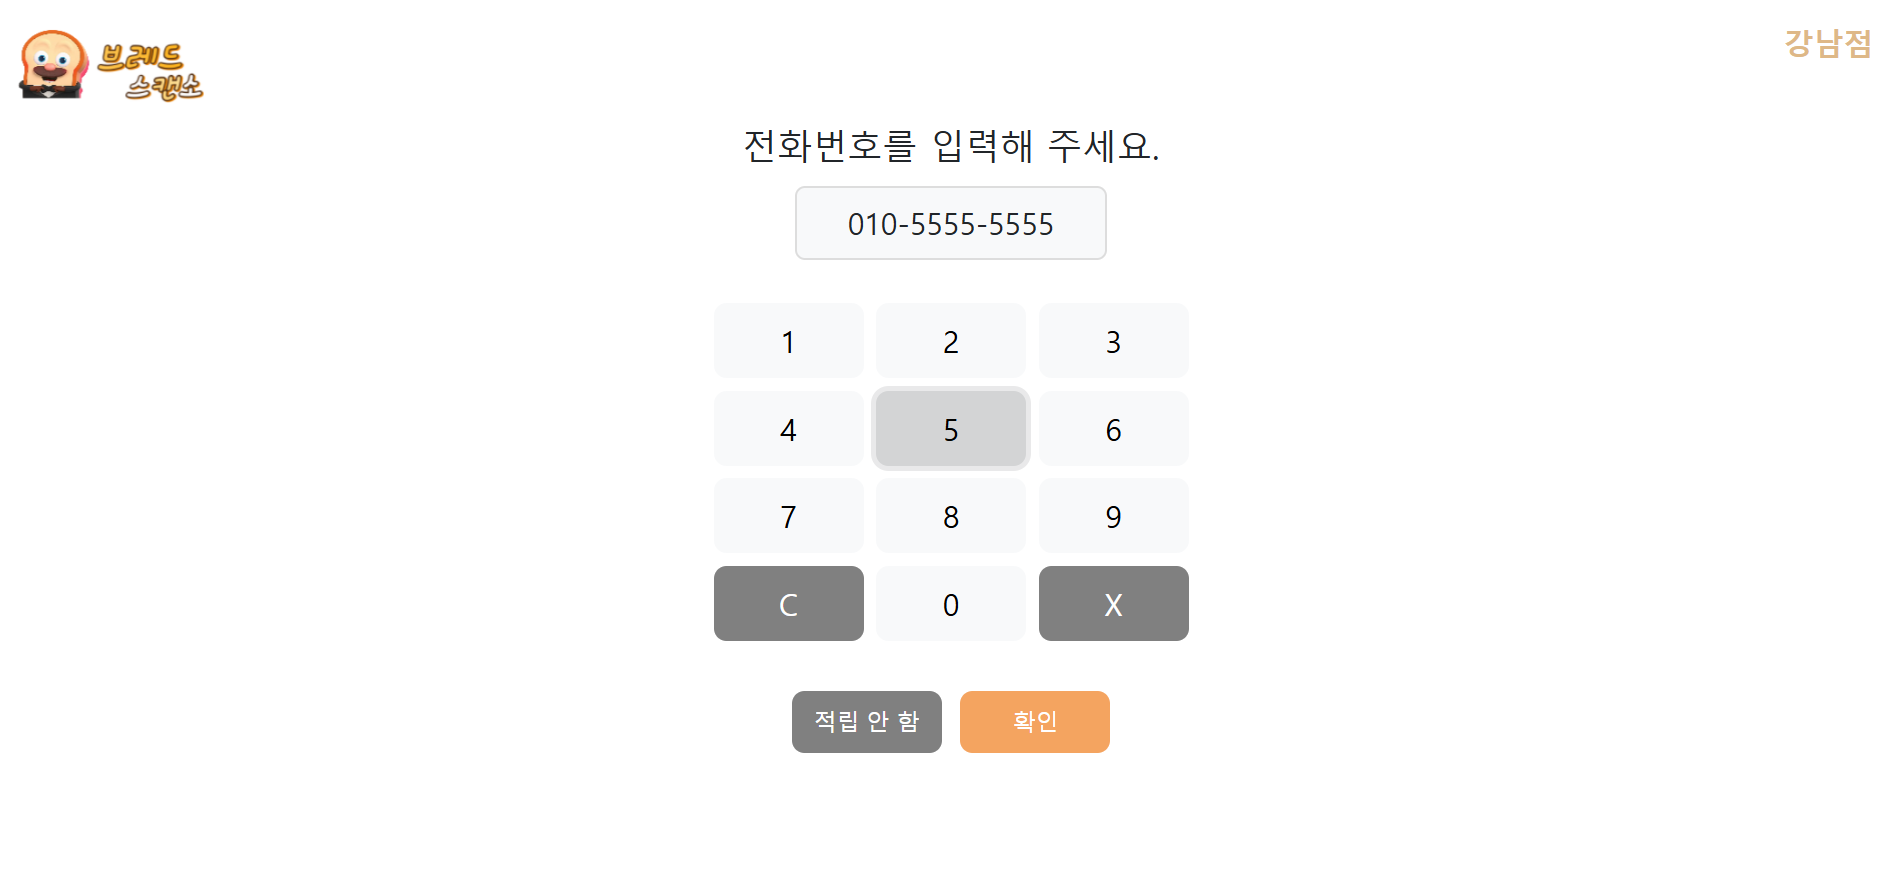 브레드
스캔소
강남점
전화번호를 입력해 주세요.
010-5555-5555
1 2 3
4 5 6
7 8 9
C 0 X
적립 안 함 확인